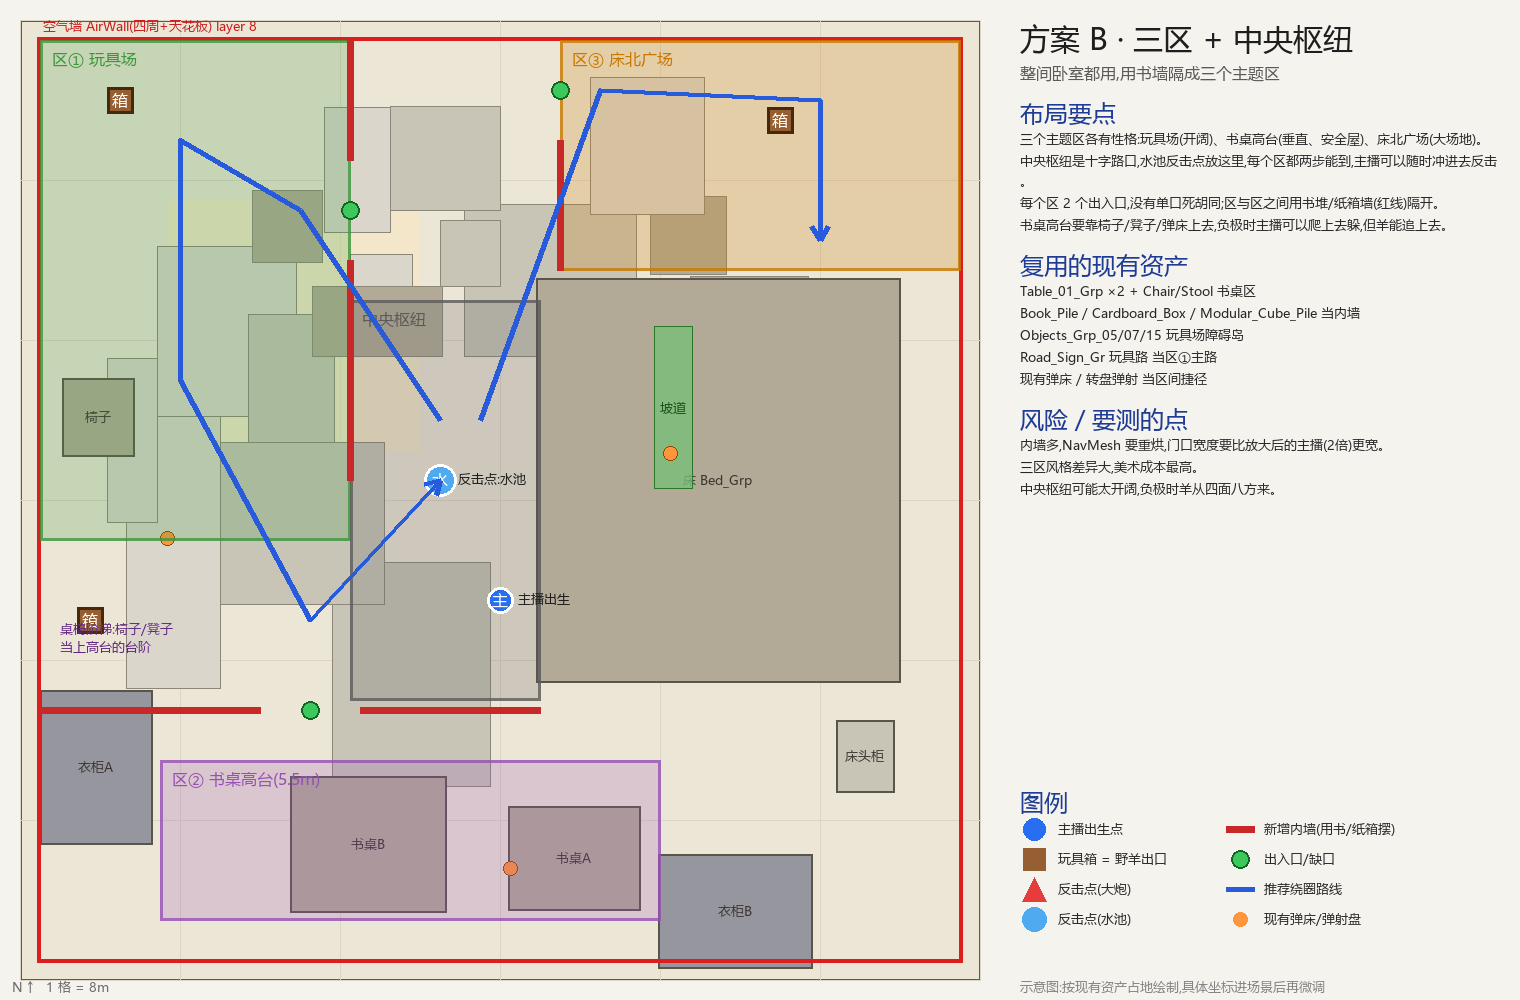 空气墙 AirWall(四周+天花板) layer 8
区① 玩具场
箱
区③ 床北广场
箱
中央枢纽
椅子
坡道
床 Bed_Grp
水
反击点:水池
主
主播出生
箱
桌椅阶梯:椅子/凳子
当上高台的台阶
衣柜A
床头柜
区② 书桌高台(5.5m)
书桌B
书桌A
衣柜B
N↑ 1 格 = 8m
方案 B · 三区 + 中央枢纽
整间卧室都用,用书墙隔成三个主题区
布局要点
三个主题区各有性格:玩具场(开阔)、书桌高台(垂直、安全屋)、床北广场(大场地)。
中央枢纽是十字路口,水池反击点放这里,每个区都两步能到,主播可以随时冲进去反击
。
每个区 2 个出入口,没有单口死胡同;区与区之间用书堆/纸箱墙(红线)隔开。
书桌高台要靠椅子/凳子/弹床上去,负极时主播可以爬上去躲,但羊能追上去。
复用的现有资产
Table_01_Grp ×2 + Chair/Stool 书桌区
Book_Pile / Cardboard_Box / Modular_Cube_Pile 当内墙
Objects_Grp_05/07/15 玩具场障碍岛
Road_Sign_Gr 玩具路 当区①主路
现有弹床 / 转盘弹射 当区间捷径
风险 / 要测的点
内墙多,NavMesh 要重烘,门口宽度要比放大后的主播(2倍)更宽。
三区风格差异大,美术成本最高。
中央枢纽可能太开阔,负极时羊从四面八方来。
图例
主播出生点
新增内墙(用书/纸箱摆)
玩具箱 = 野羊出口
出入口/缺口
反击点(大炮)
推荐绕圈路线
反击点(水池)
现有弹床/弹射盘
示意图:按现有资产占地绘制,具体坐标进场景后再微调